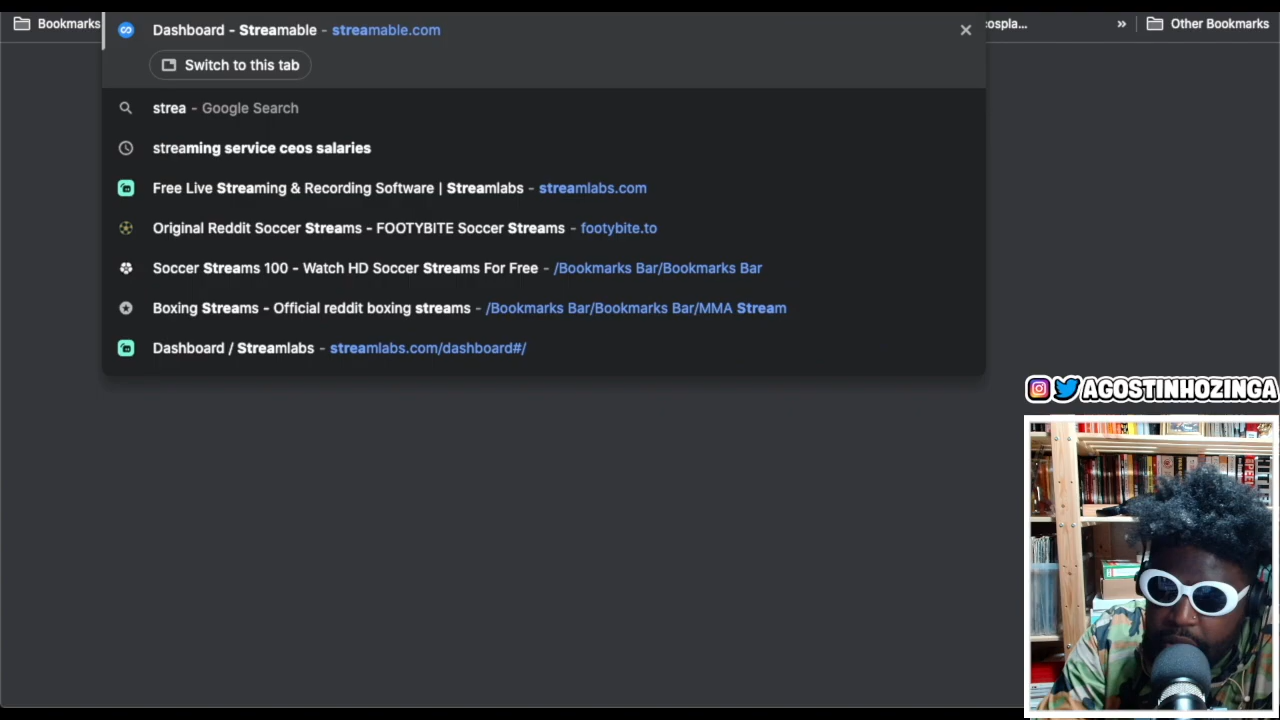 Bookmarks
Dashboard - Streamable - streamable.com
cospla...
»
Other Bookmarks
Switch to this tab
strea - Google Search
streaming service ceos salaries
Free Live Streaming & Recording Software | Streamlabs - streamlabs.com
Original Reddit Soccer Streams - FOOTYBITE Soccer Streams - footybite.to
Soccer Streams 100 - Watch HD Soccer Streams For Free - /Bookmarks Bar/Bookmarks Bar
Boxing Streams - Official reddit boxing streams - /Bookmarks Bar/Bookmarks Bar/MMA Stream
Dashboard / Streamlabs - streamlabs.com/dashboard#/
AGOSTINHOZINGA